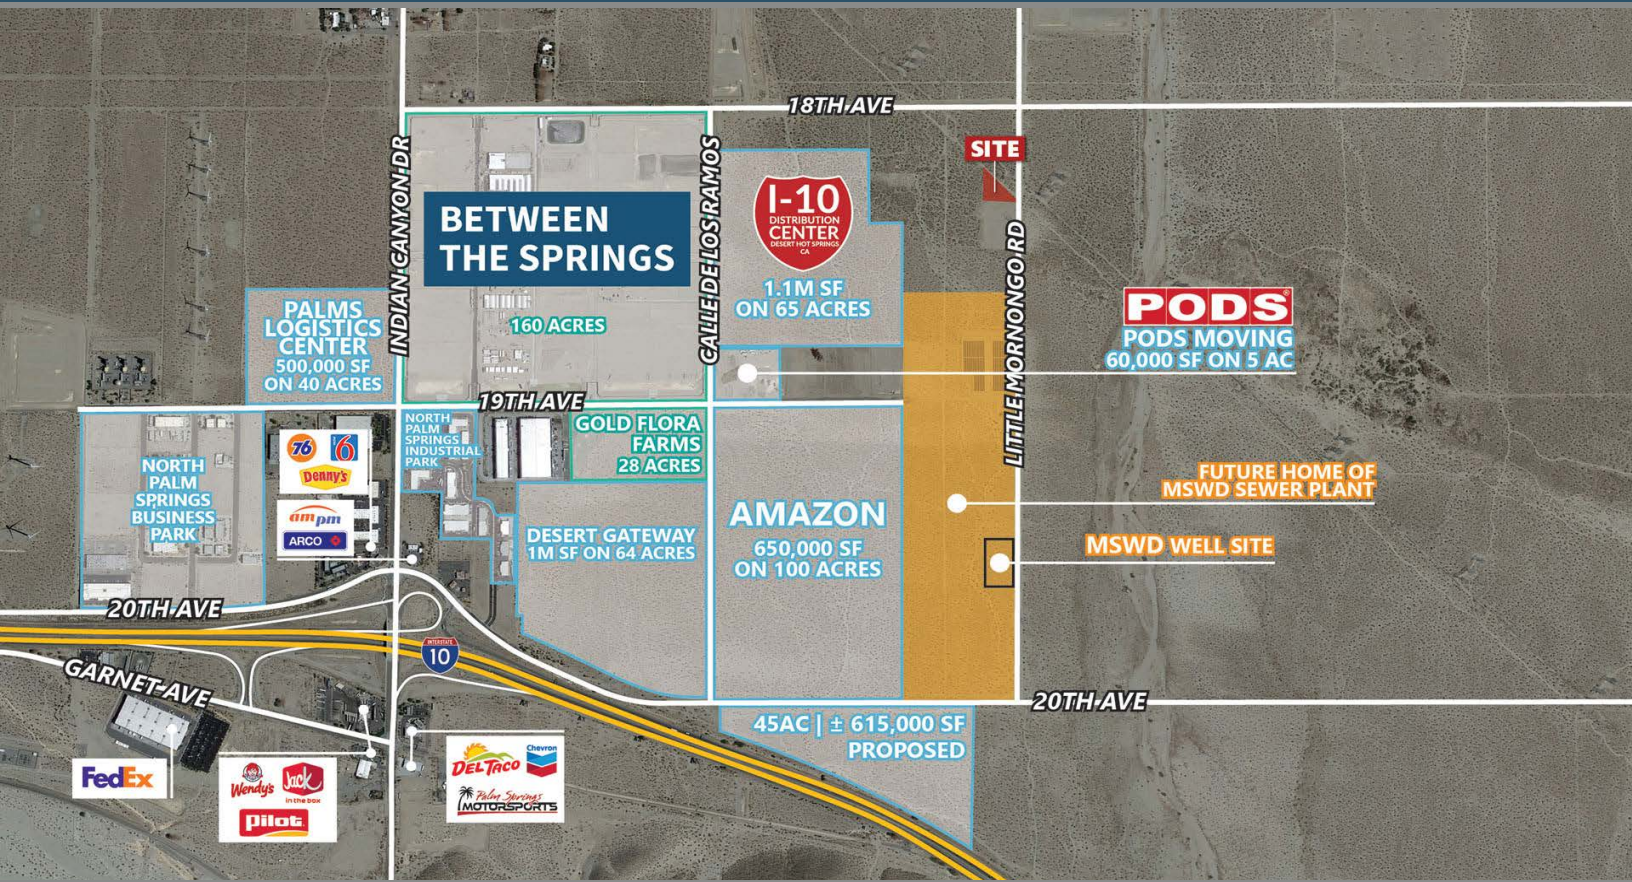 18TH AVE
INDIAN CANYON DR
CALLE DE LOS RAMOS
SITE
LITTLE MORNONGO RD
BETWEEN
THE SPRINGS
160 ACRES
I-10
DISTRIBUTION
CENTER
DESERT HOT SPRINGS
CA
1.1M SF
ON 65 ACRES
PALMS
LOGISTICS
CENTER
500,000 SF
ON 40 ACRES
PODS
PODS MOVING
60,000 SF ON 5 AC
19TH AVE
NORTH
PALM
SPRINGS
INDUSTRIAL
PARK
GOLD FLORA
FARMS
28 ACRES
NORTH
PALM
SPRINGS
BUSINESS
PARK
76
6
Denny's
ampm
ARCO
DESERT GATEWAY
1M SF ON 64 ACRES
AMAZON
650,000 SF
ON 100 ACRES
FUTURE HOME OF
MSWD SEWER PLANT
MSWD WELL SITE
20TH AVE
INTERSTATE
10
GARNET AVE
20TH AVE
45AC | ± 615,000 SF
PROPOSED
FedEx
Wendy's
Jack
in the box
Pilot
DEL TACO
Chevron
Palm Springs
MOTORSPORTS